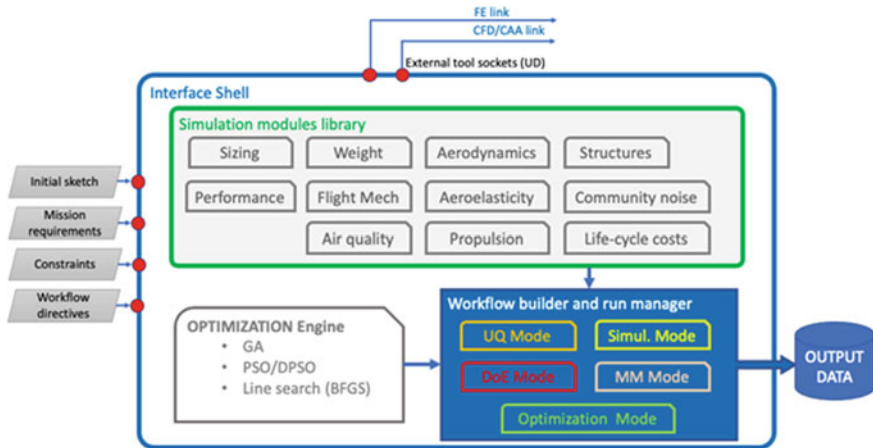 FE link
CFD/CAA link
External tool sockets (UD)
Interface Shell
Simulation modules library
Sizing
Weight
Aerodynamics
Structures
Performance
Flight Mech
Aeroelasticity
Community noise
Air quality
Propulsion
Life-cycle costs
Initial sketch
Mission
requirements
Constraints
Workflow
directives
OPTIMIZATION Engine
• GA
• PSO/DPSO
• Line search (BFGS)
Workflow builder and run manager
UQ Mode
Simul. Mode
DoE Mode
MM Mode
Optimization Mode
OUTPUT
DATA